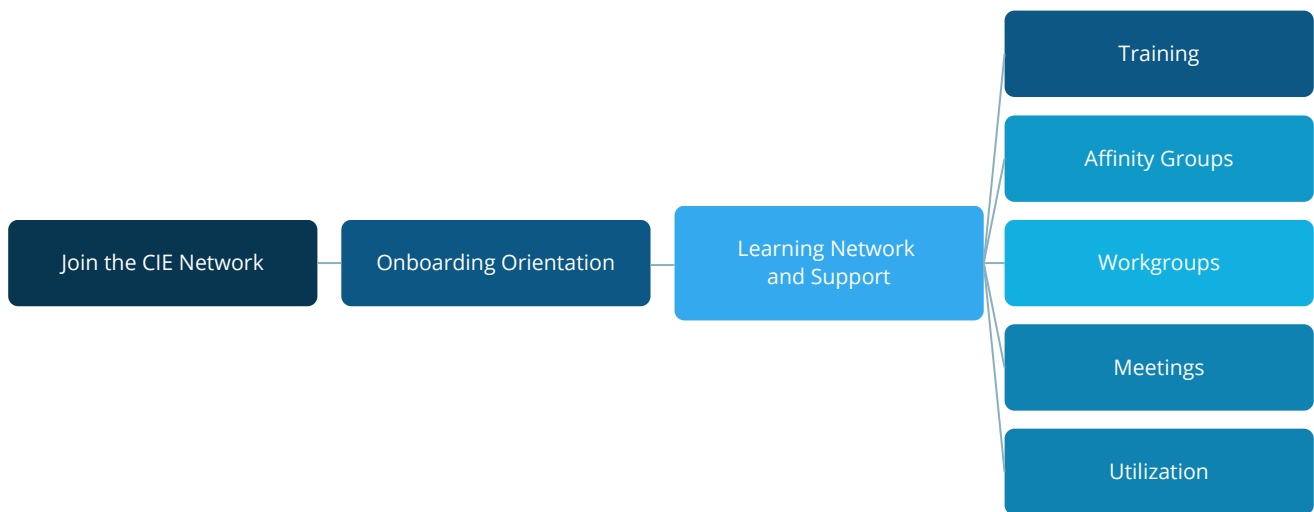 Join the CIE Network
Onboarding Orientation
Learning Network
and Support
Training
Affinity Groups
Workgroups
Meetings
Utilization